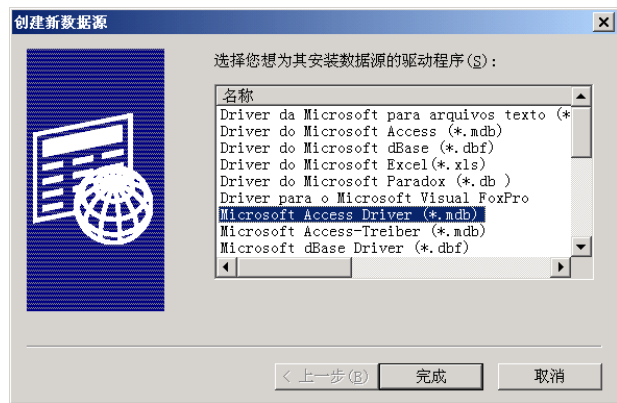 创建新数据源
选择您想为其安装数据源的驱动程序(S):
名称
Driver da Microsoft para arquivos texto (*
Driver do Microsoft Access (*.mdb)
Driver do Microsoft dBase (*.dbf)
Driver do Microsoft Excel(*.xls)
Driver do Microsoft Paradox (*.db )
Driver para o Microsoft Visual FoxPro
Microsoft Access Driver (*.mdb)
Microsoft Access-Treiber (*.mdb)
Microsoft dBase Driver (*.dbf)
< 上一步(B) 完成 取消